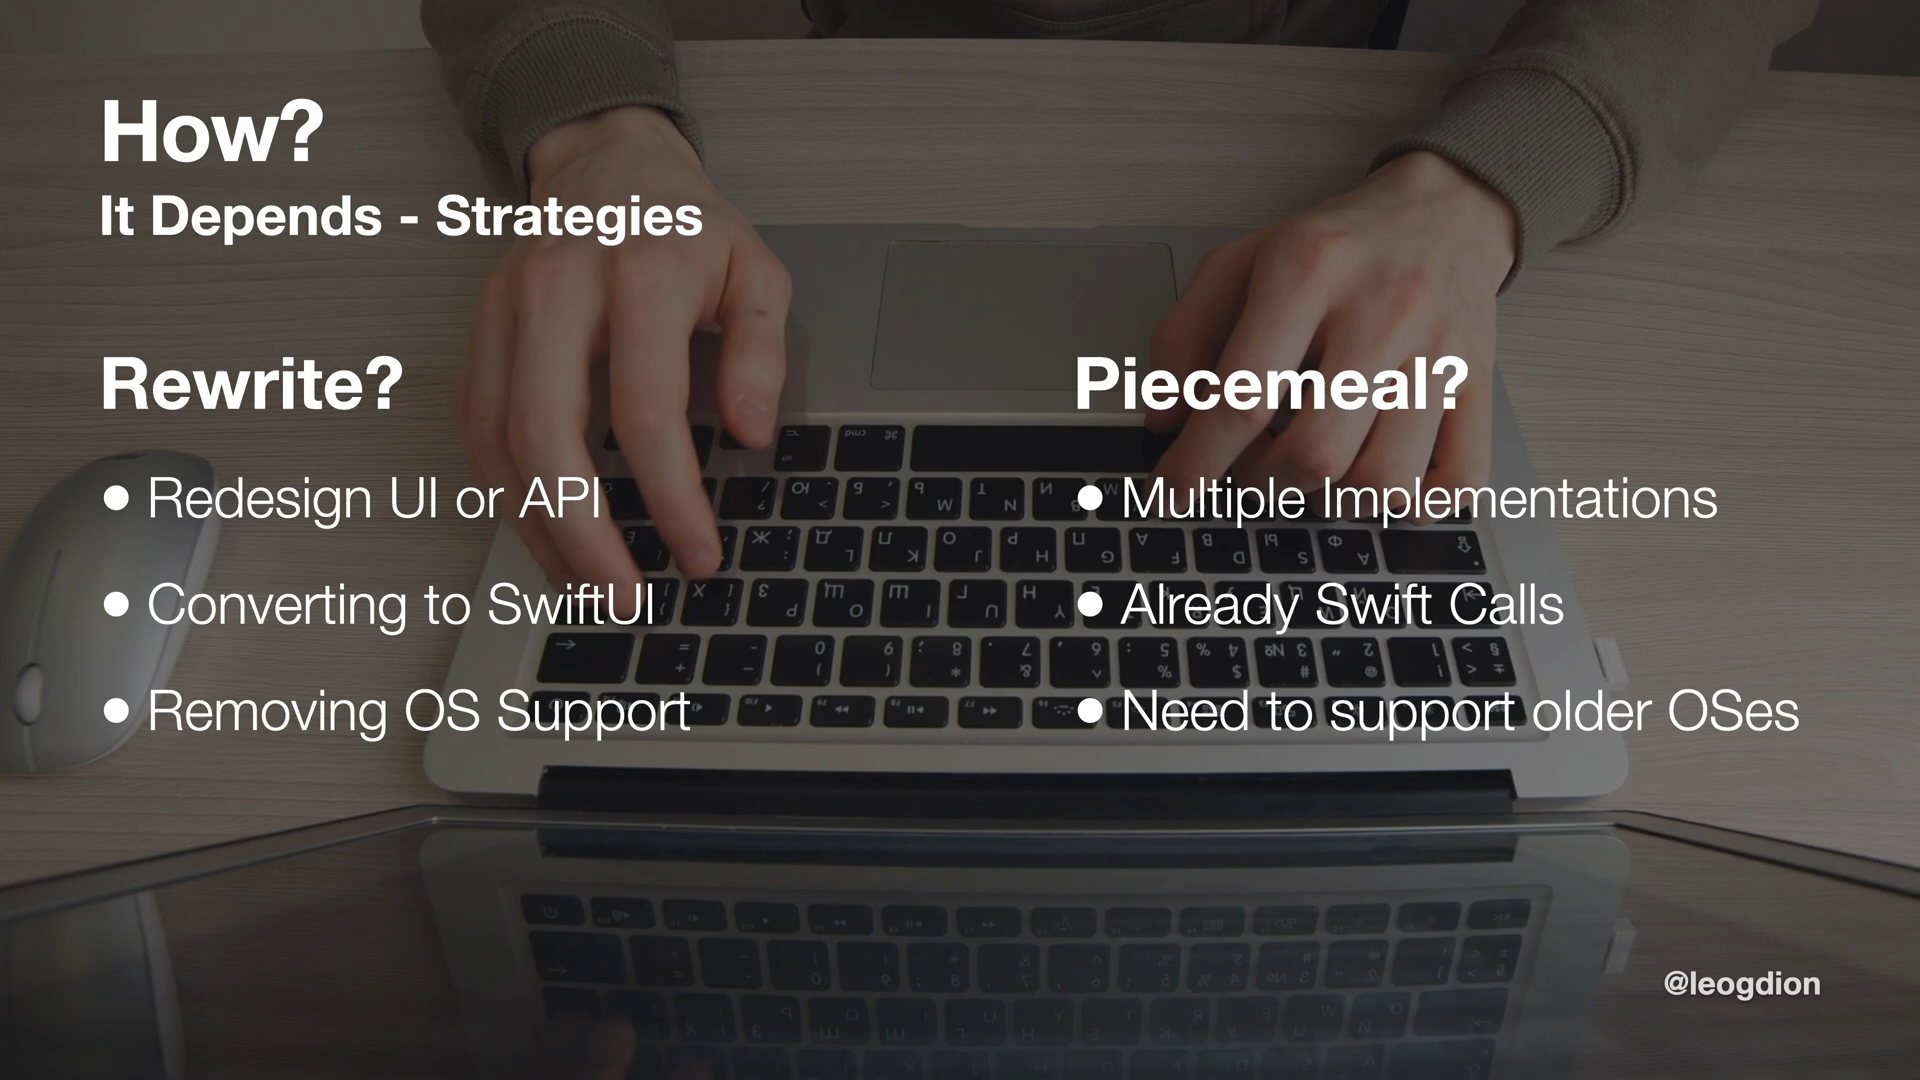 How?
It Depends - Strategies
Rewrite?
● Redesign UI or API
● Converting to SwiftUI
● Removing OS Support
Piecemeal?
● Multiple Implementations
● Already Swift Calls
● Need to support older OSes
@leogdion